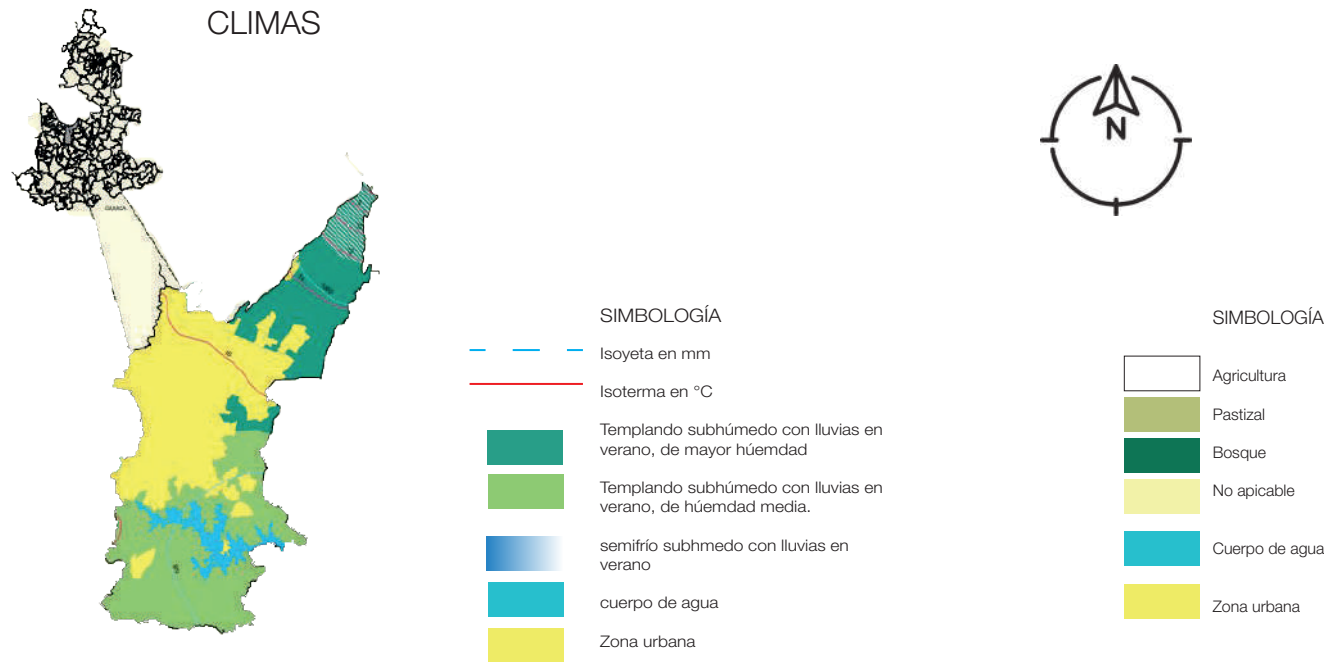 CLIMAS
N
SIMBOLOGÍA
Isoyeta en mm
Isoterma en °C
Templando subhúmedo con lluvias en
verano, de mayor húemdad
Templando subhúmedo con lluvias en
verano, de húemdad media.
semifrío subhmedo con lluvias en
verano
cuerpo de agua
Zona urbana
SIMBOLOGÍA
Agricultura
Pastizal
Bosque
No apicable
Cuerpo de agua
Zona urbana